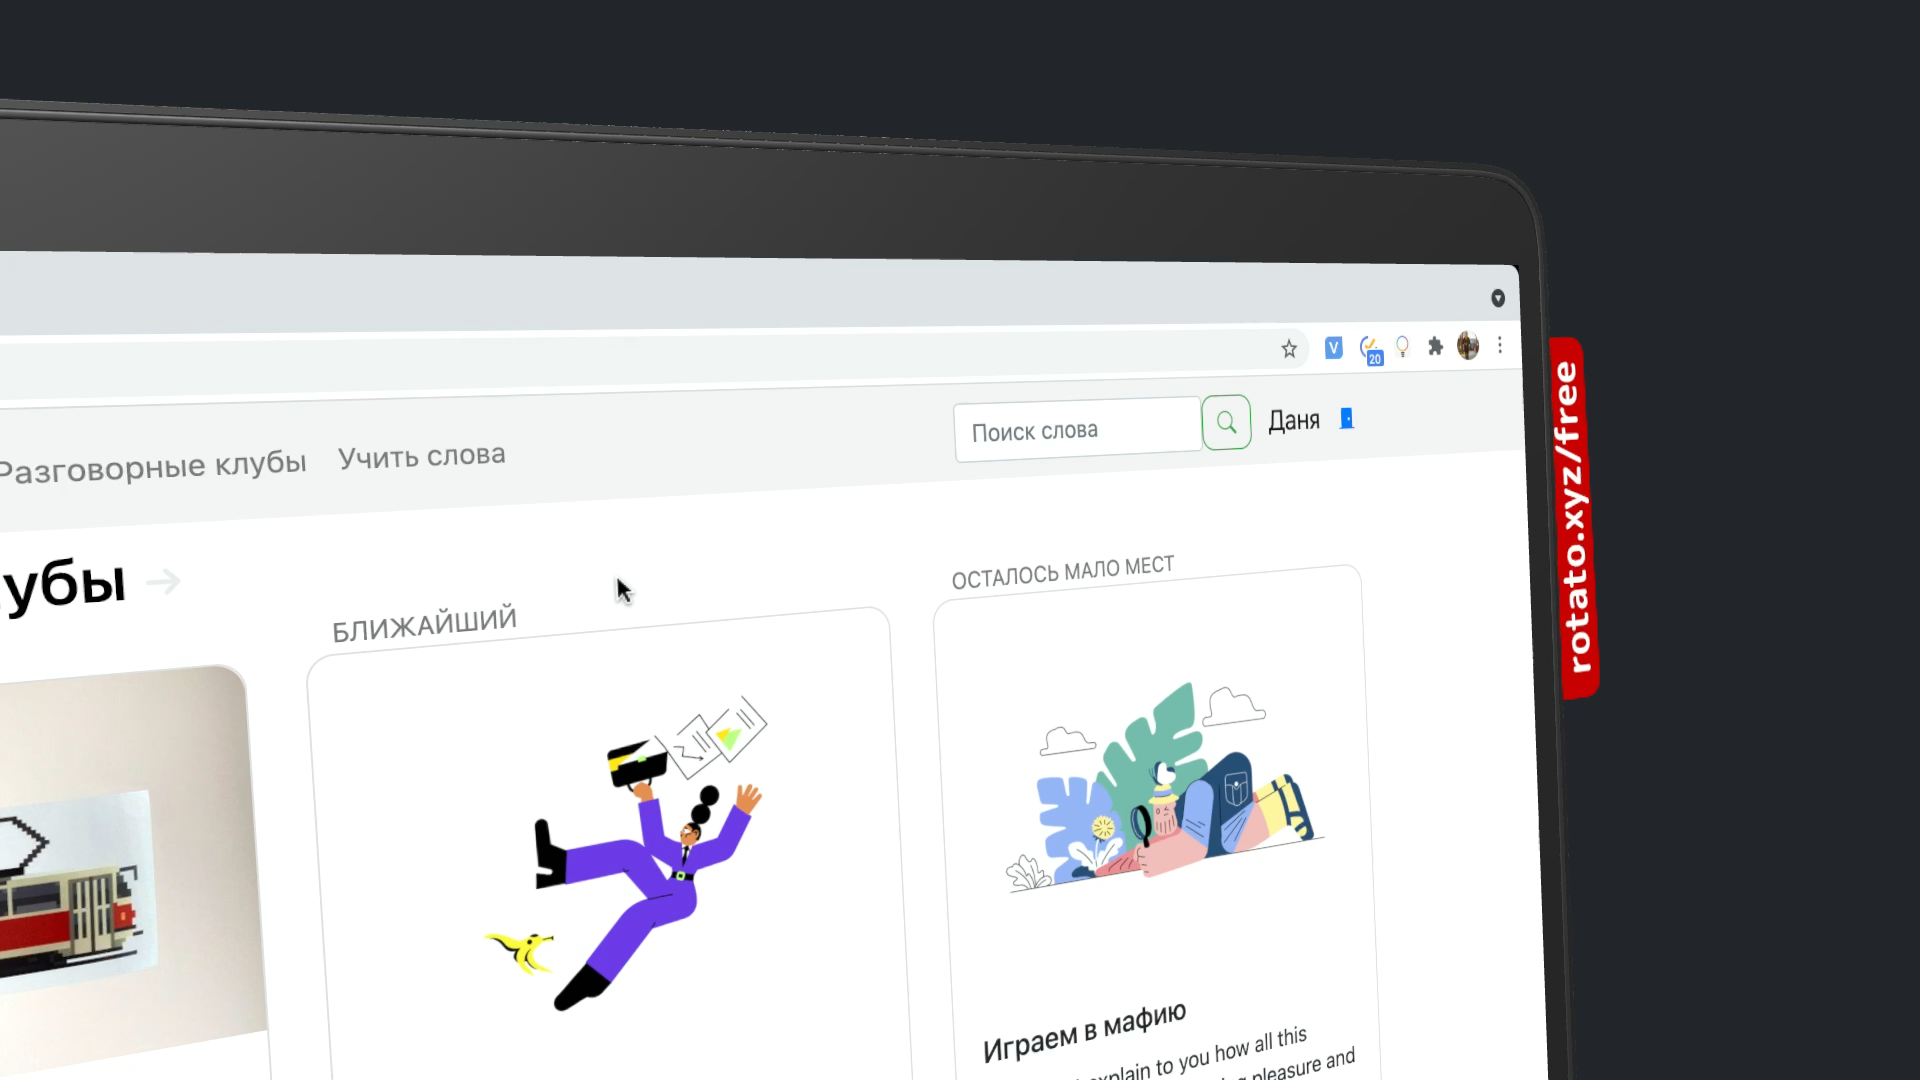 V
20
Разговорные клубы
Учить слова
Поиск слова
Даня
rotato.xyz/free
БЛИЖАЙШИЙ
ОСТАЛОСЬ МАЛО МЕСТ
Играем в мафию
explain to you how all this
pleasure and